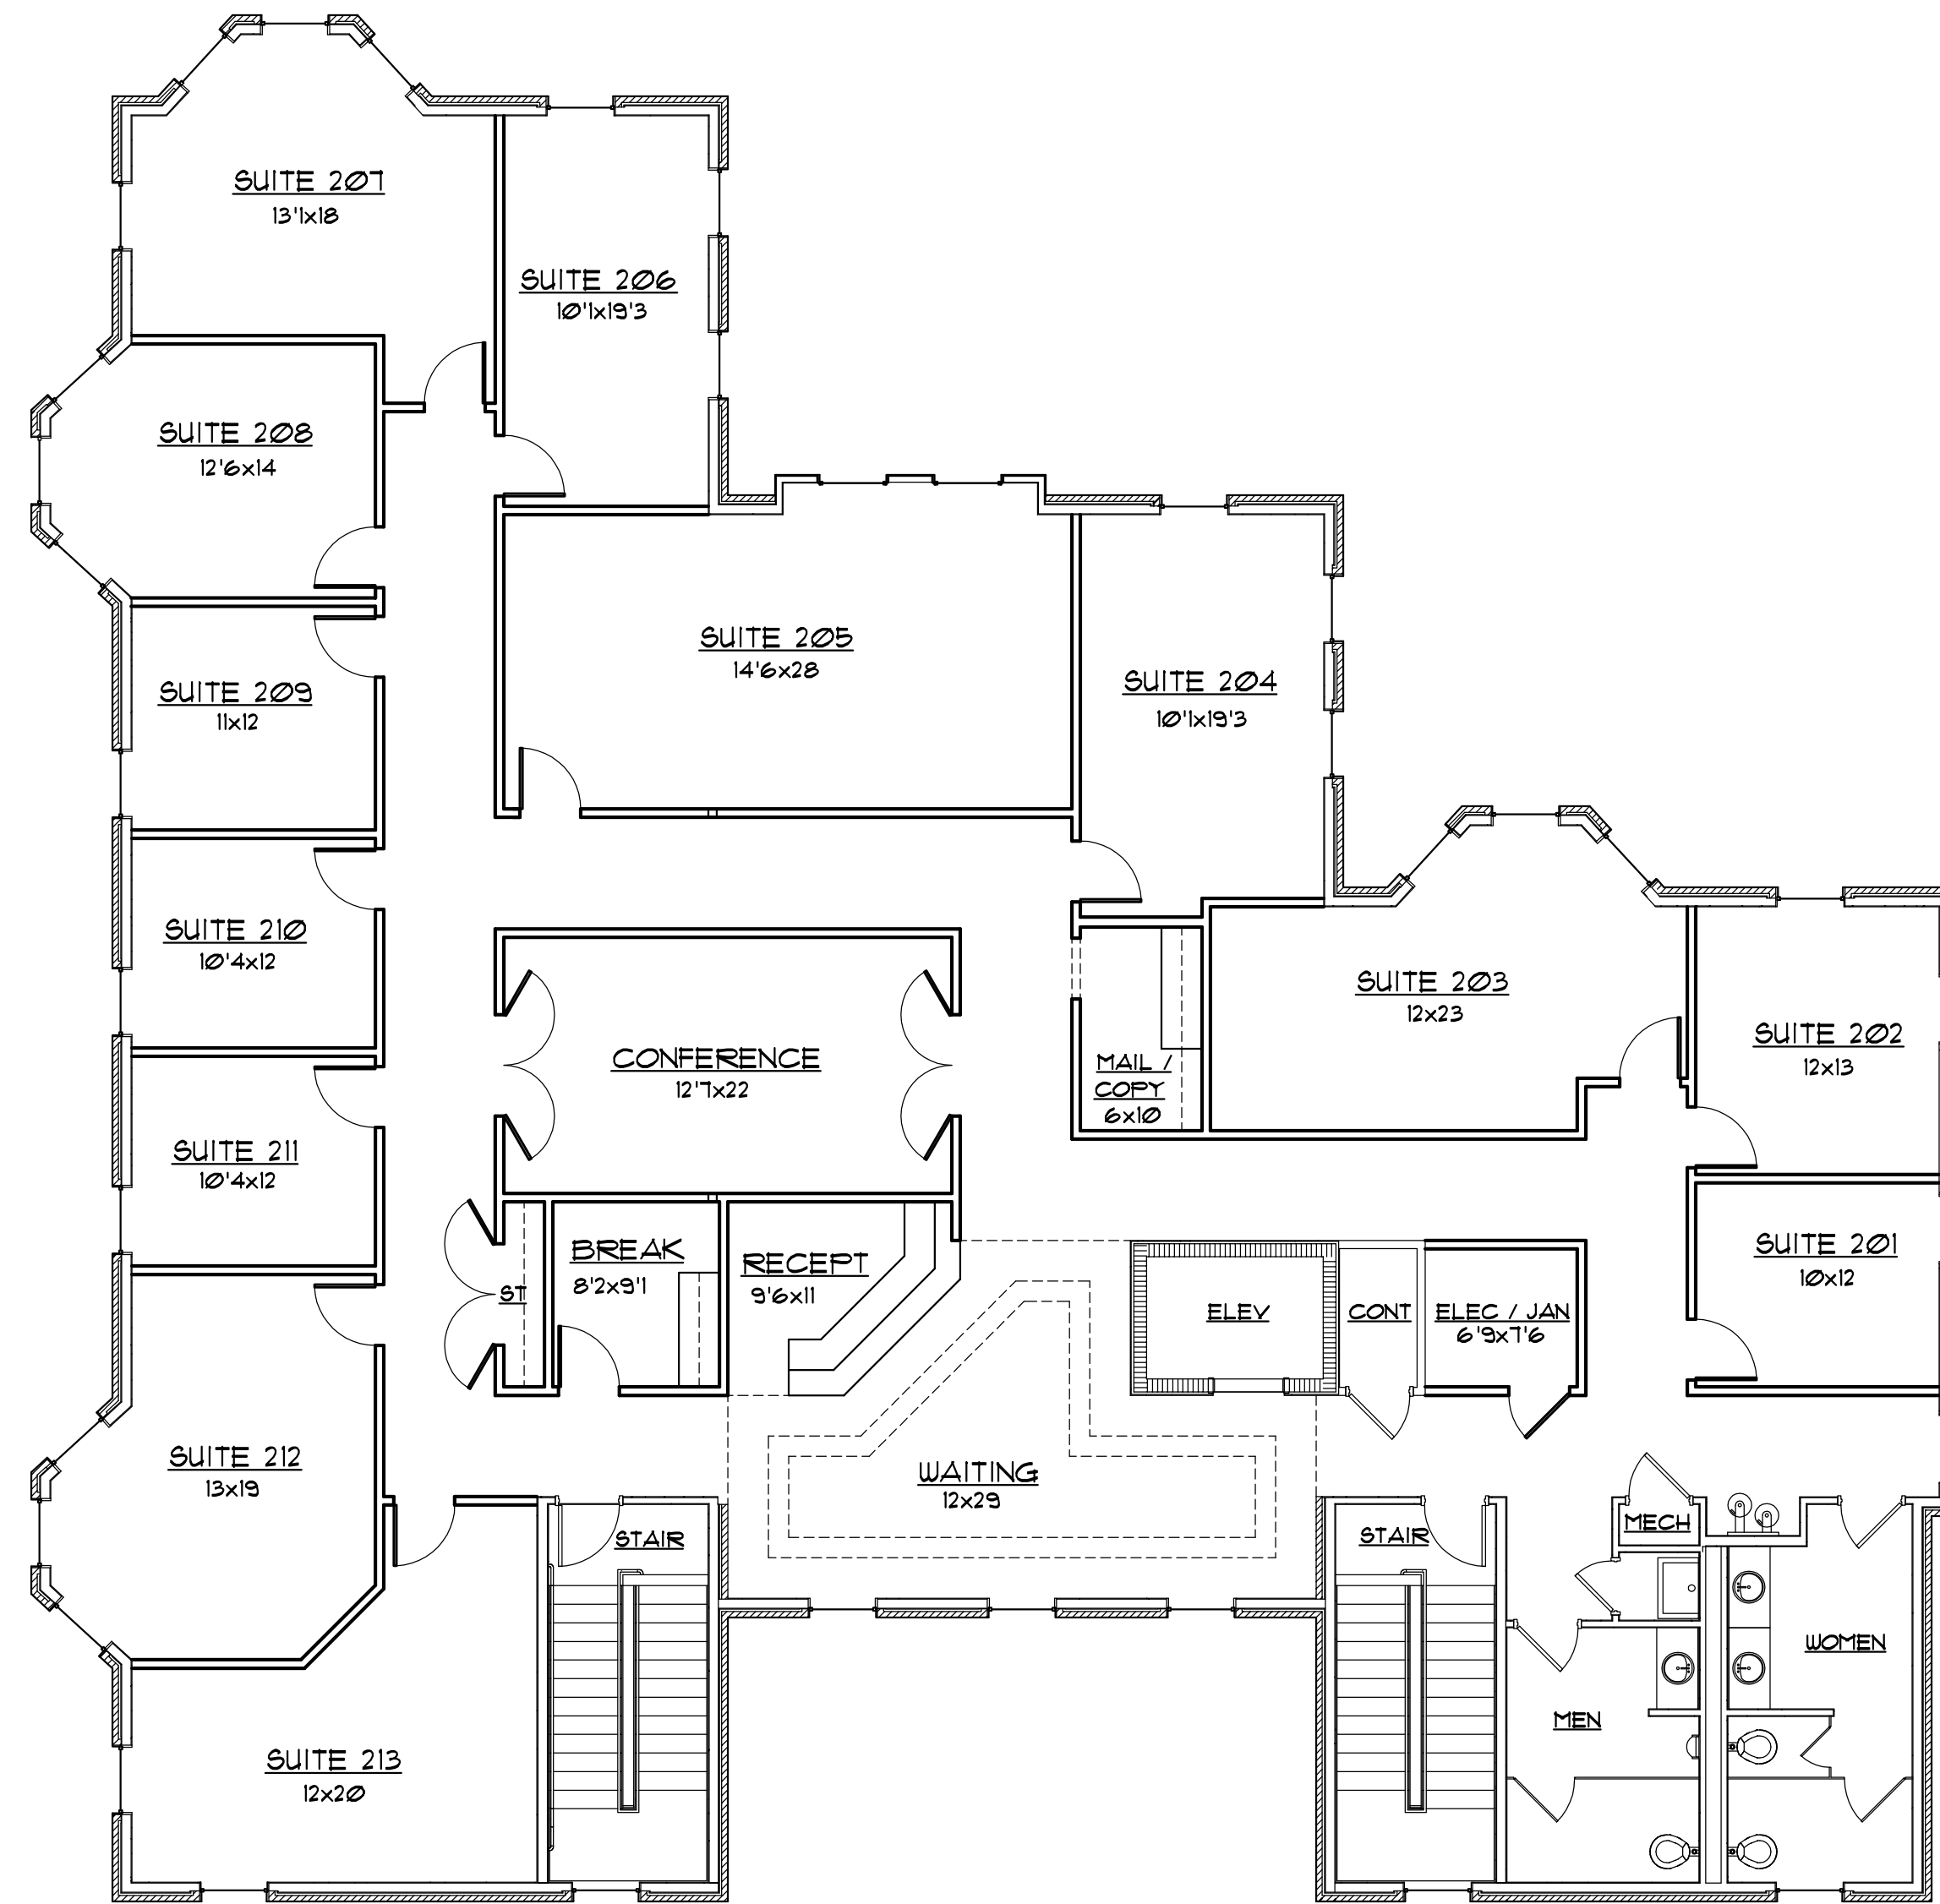 SUITE 207
13'1x18
SUITE 206
10'1x19'3
SUITE 208
12'6x14
SUITE 205
14'6x28
SUITE 204
10'1x19'3
SUITE 209
11x12
SUITE 210
10'4x12
SUITE 203
12x23
SUITE 202
12x13
CONFERENCE
12'7x22
MAIL /
COPY
6x10
SUITE 211
10'4x12
SUITE 201
10x12
BREAK
8'2x9'1
RECEPT
9'6x11
ST
ELEV
CONT
ELEC / JAN
6'9x7'6
SUITE 212
13x19
WAITING
12x29
STAIR
STAIR
MECH
WOMEN
MEN
SUITE 213
12x20